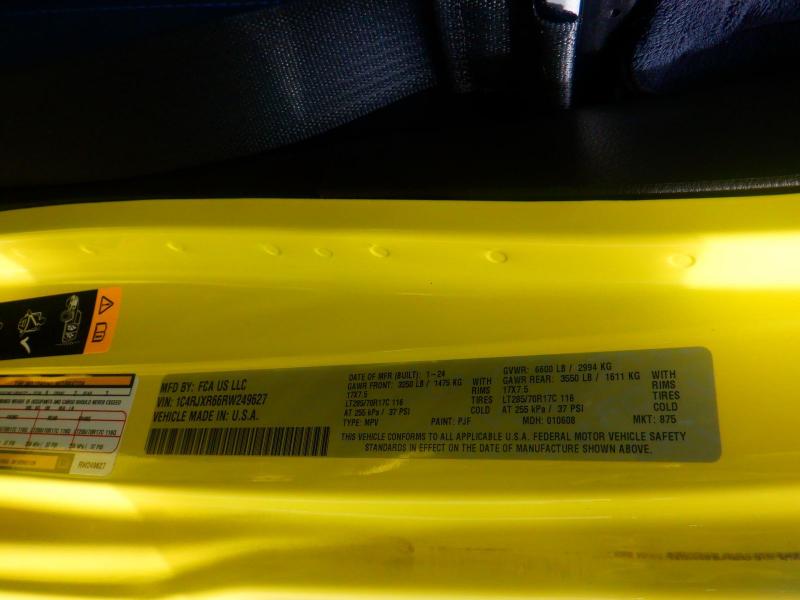 MFD BY: FCA US LLC
VIN: 1C4RJXR66RW249627
VEHICLE MADE IN U.S.A.
DATE OF MFR (BUILT): 1-24
GAWR FRONT: 3250 LB / 1475 KG WITH
RIMS
17X7.5
LT285/70R17C 116 TIRES
AT 255 kPa / 37 PSI COLD
TYPE: MPV PAINT: PJF
GVWR: 6600 LB / 2994 KG
GAWR REAR: 3550 LB / 1611 KG WITH
RIMS
17X7.5
LT285/70R17C 116 TIRES
AT 255 kPa / 37 PSI COLD
MDH: 010608 MKT: 875
THIS VEHICLE CONFORMS TO ALL APPLICABLE U.S.A. FEDERAL MOTOR VEHICLE SAFETY
STANDARDS IN EFFECT ON THE DATE OF MANUFACTURE SHOWN ABOVE.
RW249627